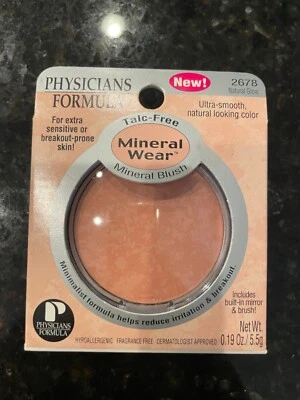 PHYSICIANS
FORMULA
New!
2678
Natural Glow
Ultra-smooth,
natural looking color
For extra
sensitive or
breakout-prone
skin!
Talc-Free
Mineral
Wear™
Mineral Blush
Minimalist formula helps reduce irritation & breakout.
Includes
built-in mirror
& brush!
PHYSICIANS
FORMULA
Net Wt.
0.19 Oz./ 5.5g
HYPOALLERGENIC FRAGRANCE FREE DERMATOLOGIST APPROVED